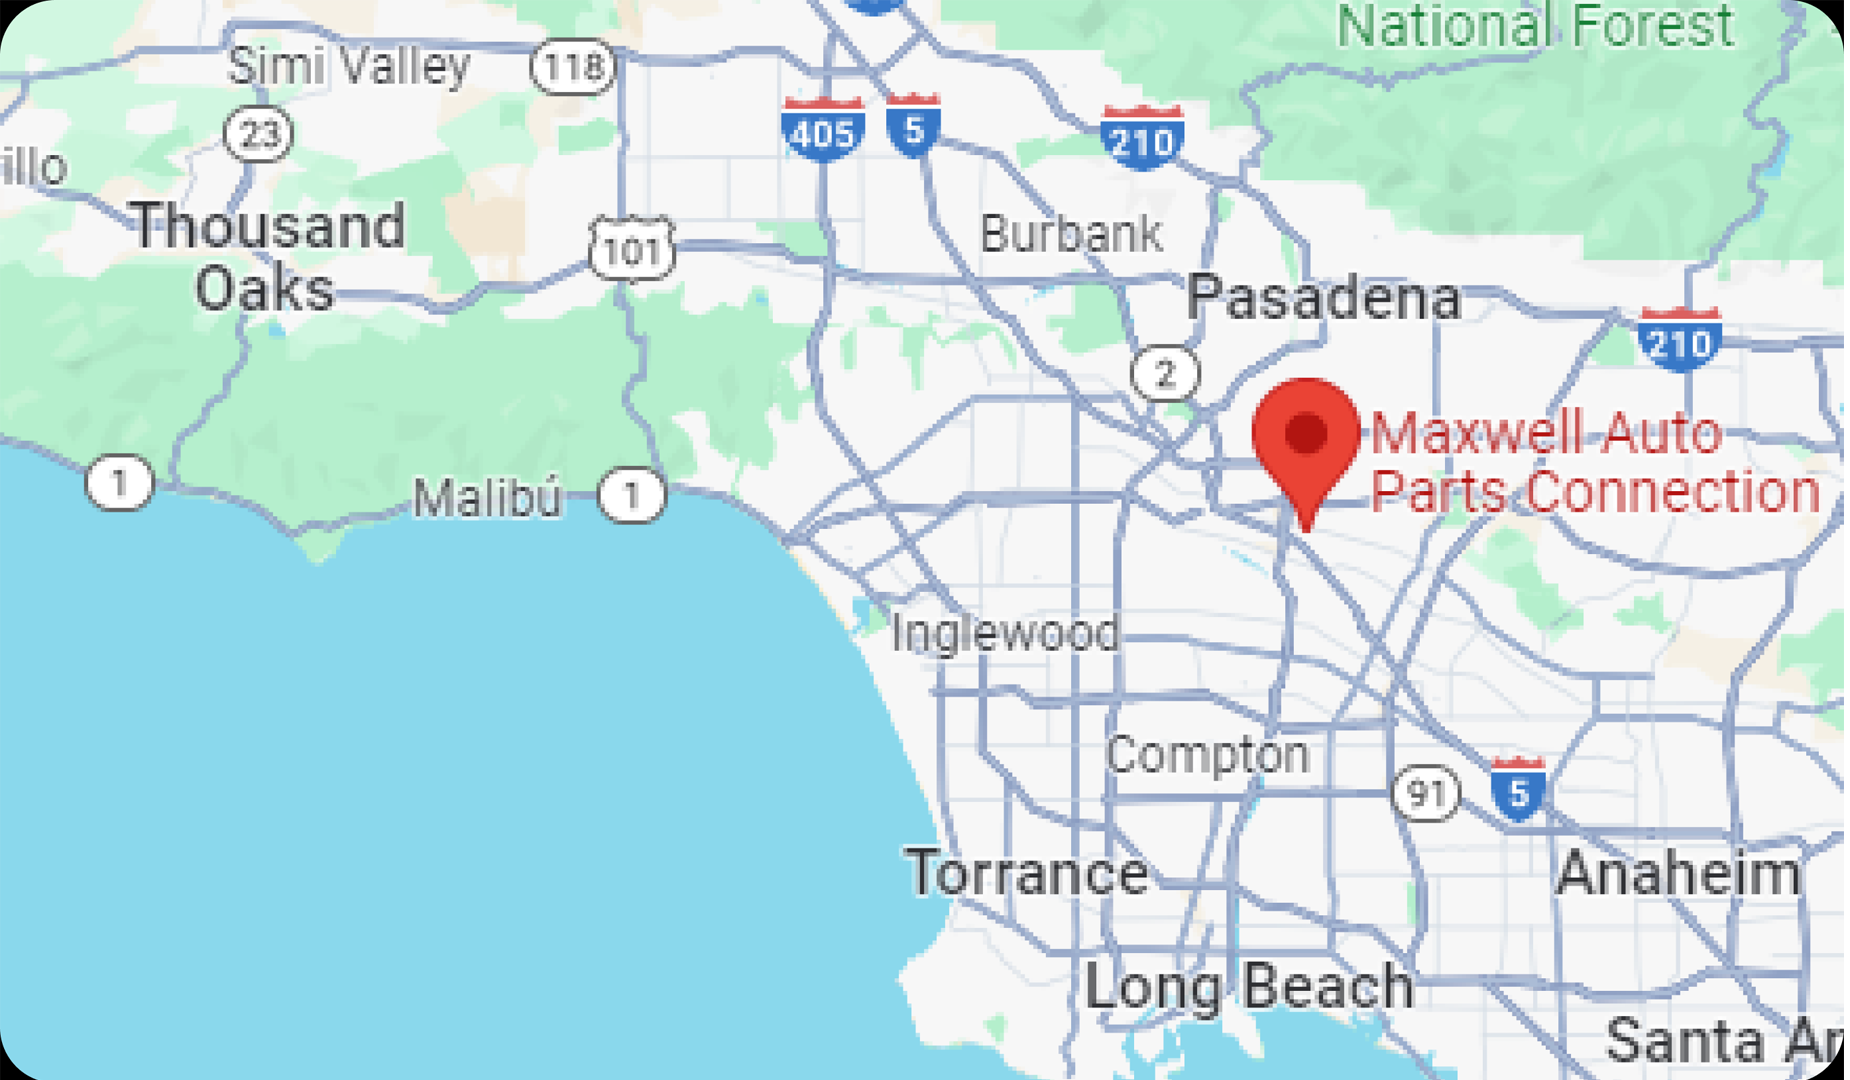 National Forest
Simi Valley
118
23
405
5
210
illo
Thousand
Oaks
101
Burbank
Pasadena
210
2
Maxwell Auto
Parts Connection
1
Malibú
1
Inglewood
Compton
91
5
Torrance
Anaheim
Long Beach
Santa An